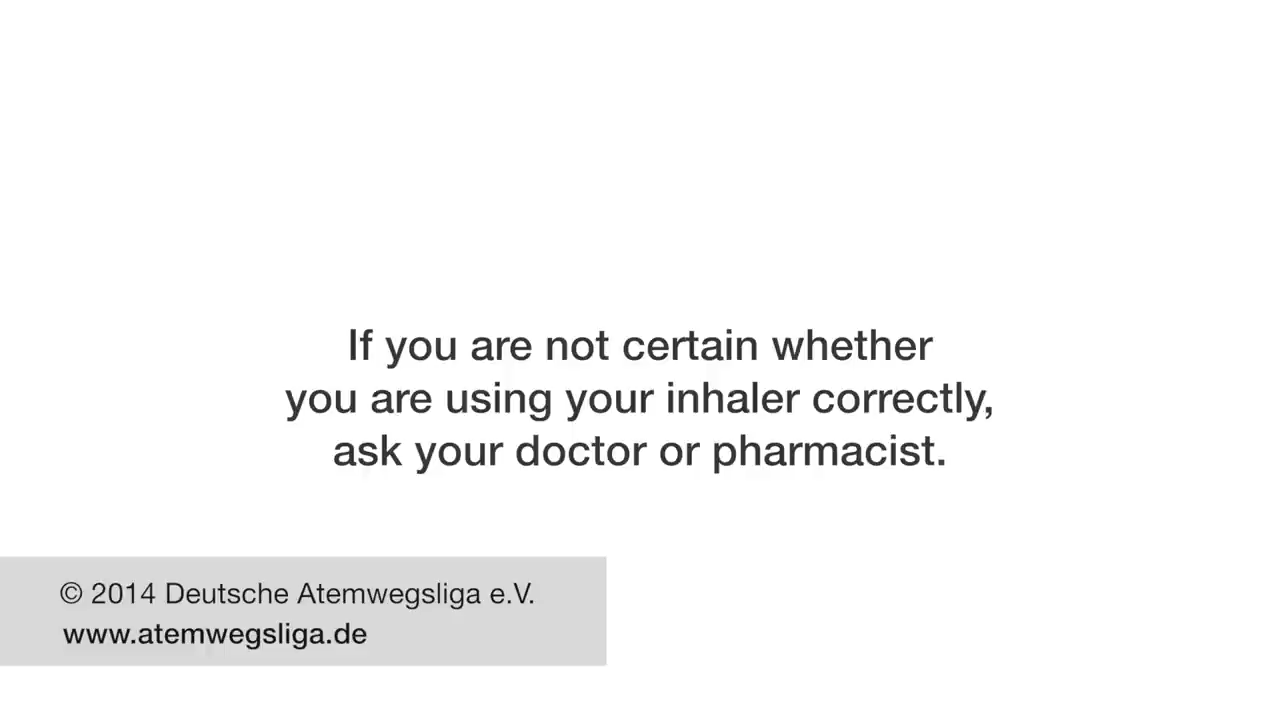 If you are not certain whether
you are using your inhaler correctly,
ask your doctor or pharmacist.
© 2014 Deutsche Atemwegsliga e.V.
www.atemwegsliga.de